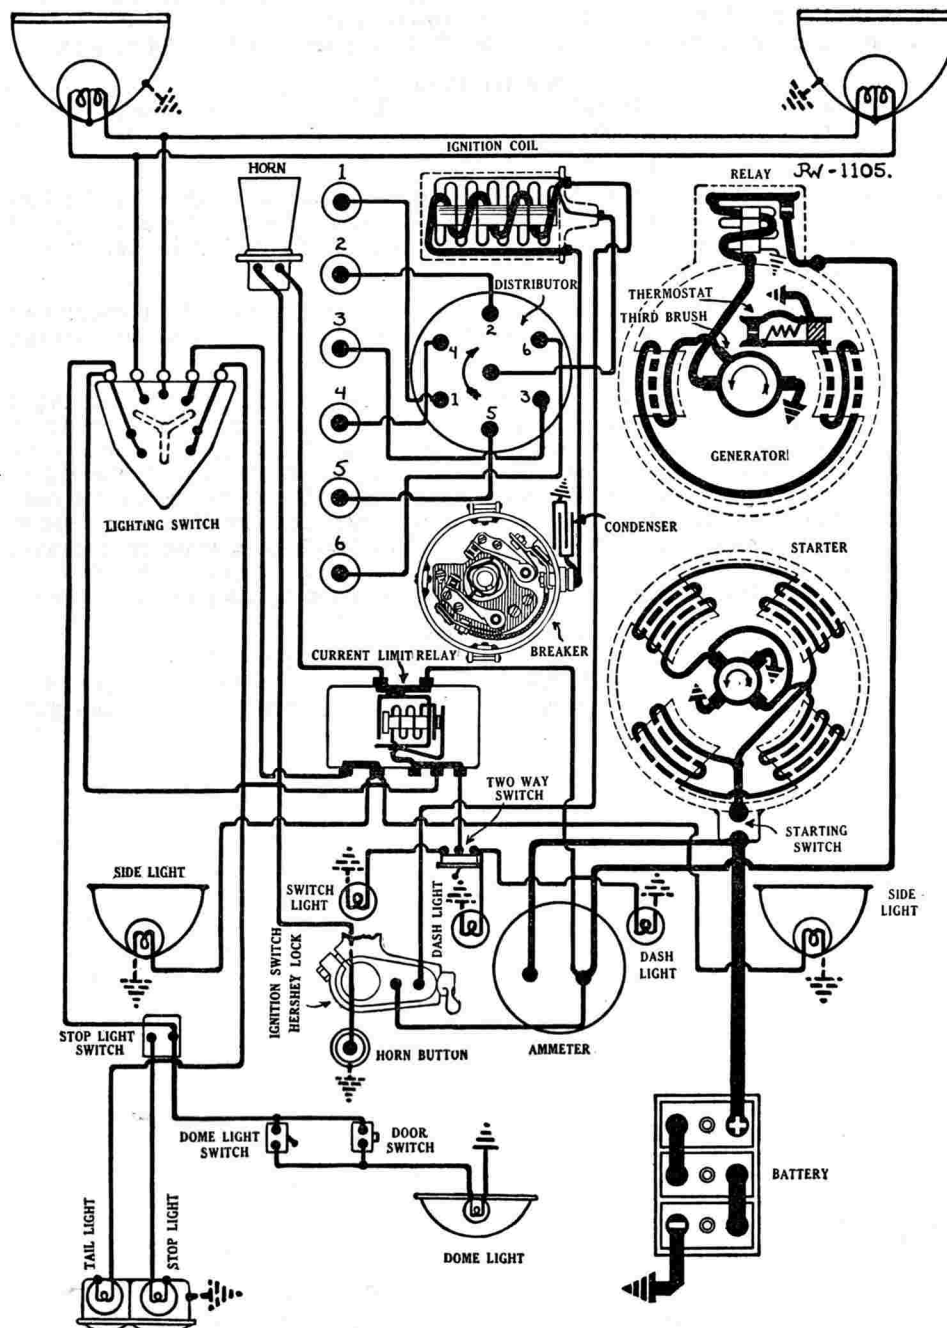 IGNITION COIL
HORN
RELAY
RW-1105.
1
2
3
4
5
6
DISTRIBUTOR
2
4
6
1
3
5
THERMOSTAT
THIRD BRUSH
GENERATOR
LIGHTING SWITCH
CONDENSER
STARTER
BREAKER
CURRENT LIMIT RELAY
TWO WAY
SWITCH
STARTING
SWITCH
SIDE LIGHT
SWITCH
LIGHT
DASH LIGHT
SIDE
LIGHT
DASH
LIGHT
IGNITION SWITCH
HERSHEY LOCK
STOP LIGHT
SWITCH
HORN BUTTON
AMMETER
DOME LIGHT
SWITCH
DOOR
SWITCH
BATTERY
TAIL LIGHT
STOP LIGHT
DOME LIGHT
+
−